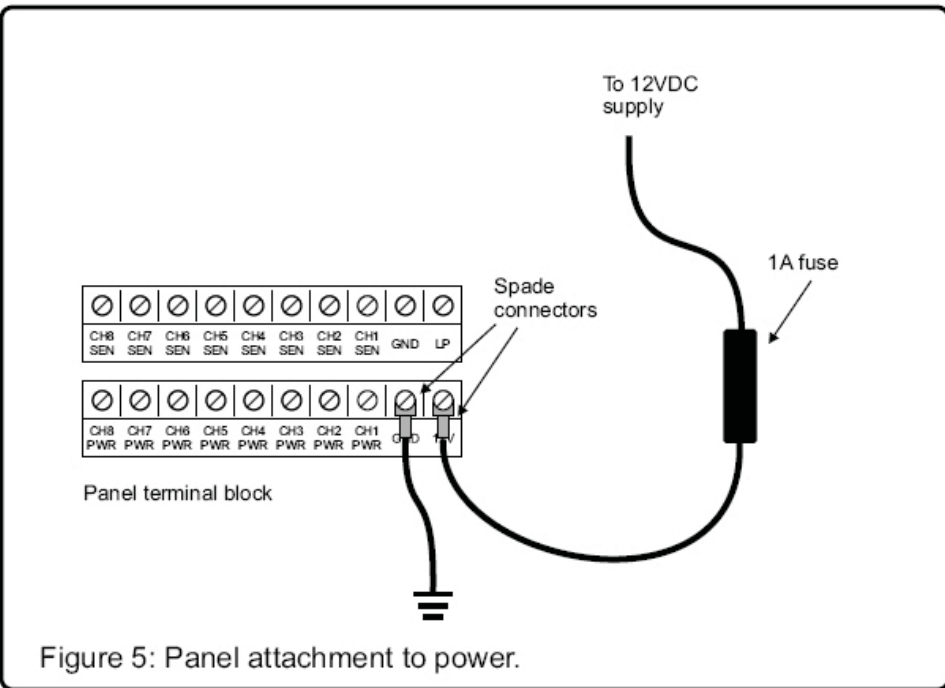 To 12VDC
supply
1A fuse
Spade
connectors
CH8 CH7 CH6 CH5 CH4 CH3 CH2 CH1 GND LP
SEN SEN SEN SEN SEN SEN SEN SEN
CH8 CH7 CH6 CH5 CH4 CH3 CH2 CH1
PWR PWR PWR PWR PWR PWR PWR PWR
Panel terminal block
Figure 5: Panel attachment to power.